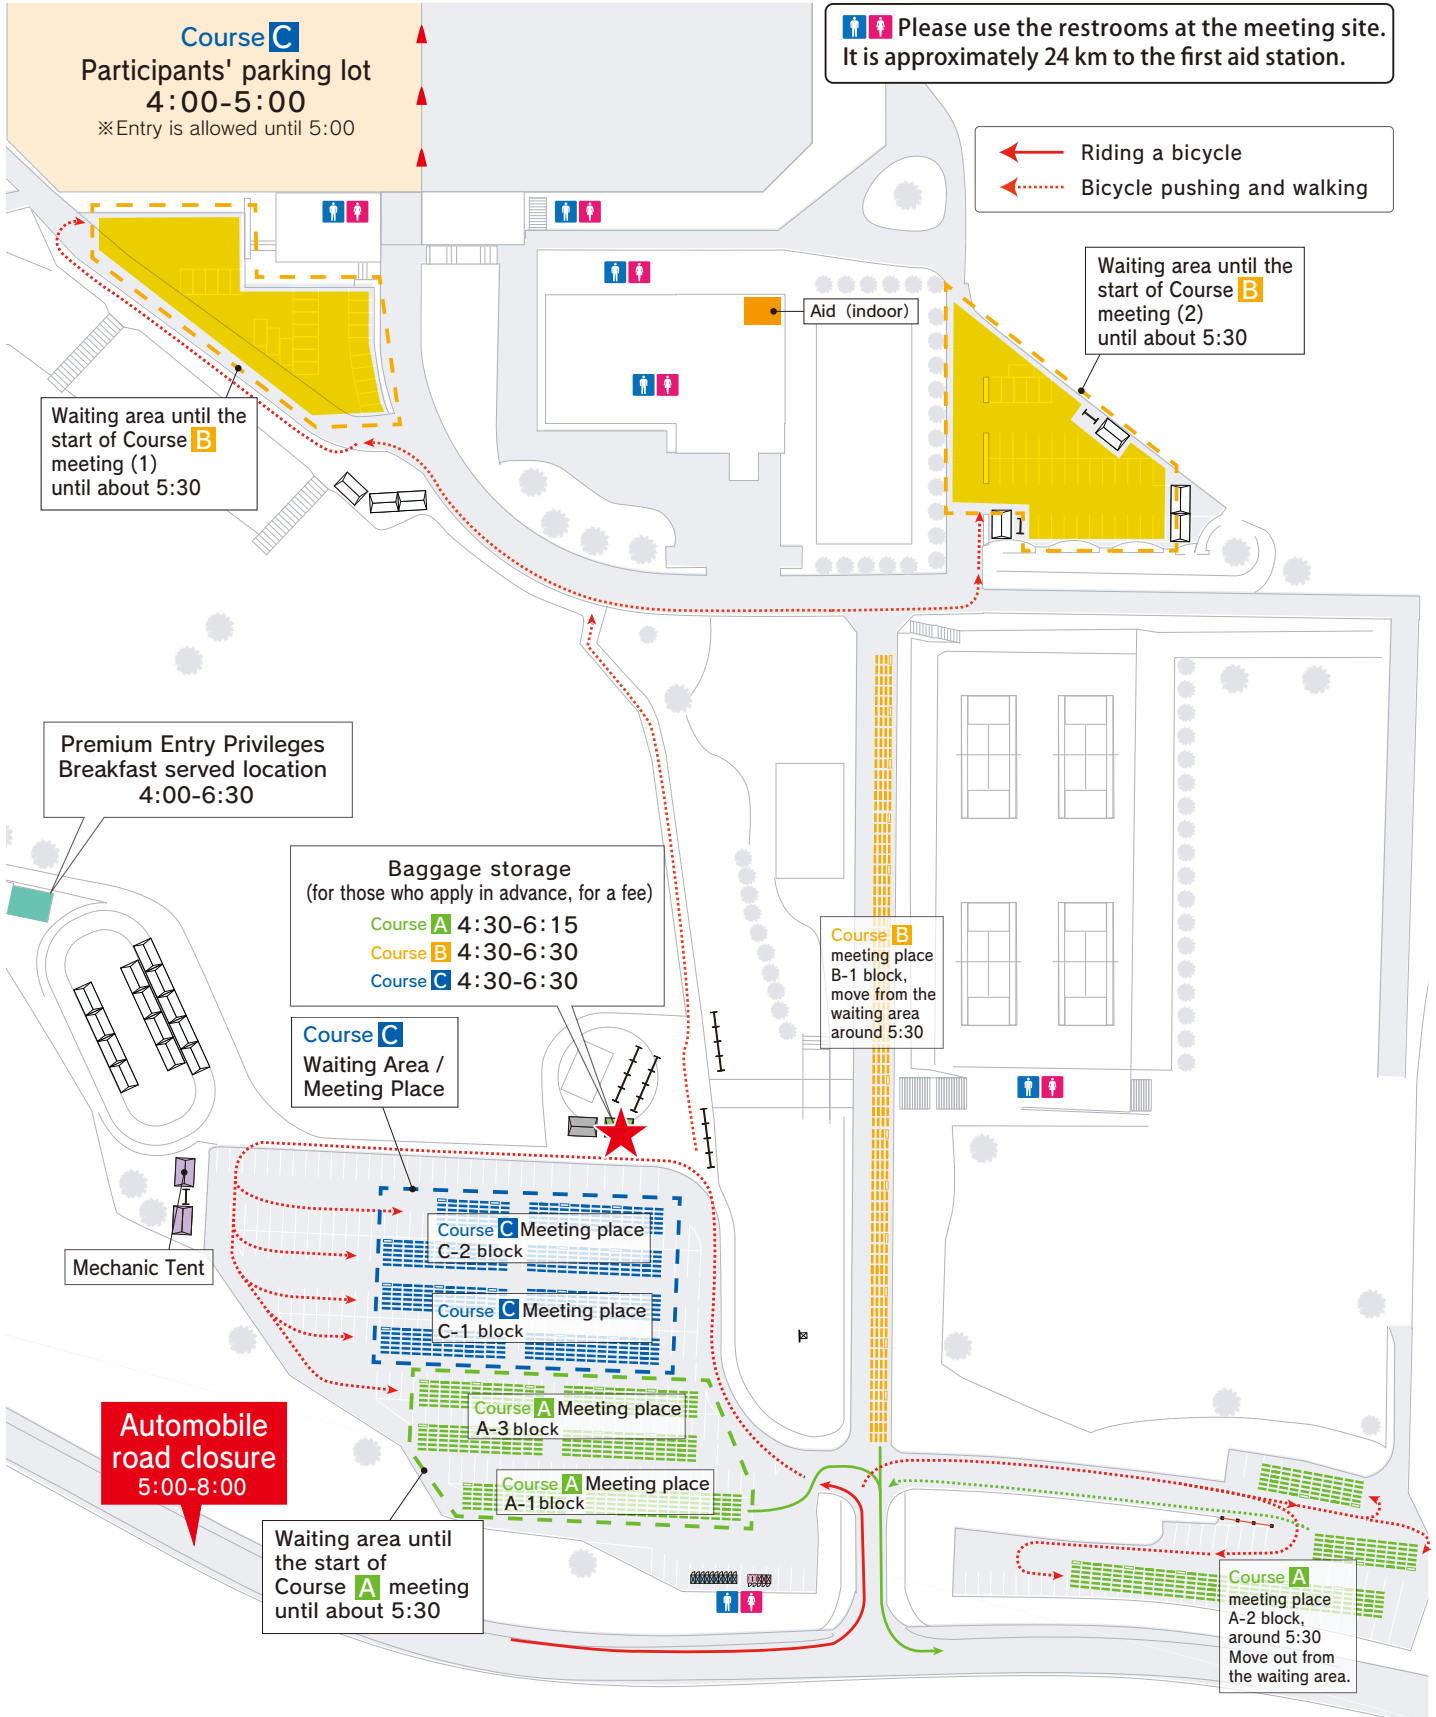 Course C
Participants' parking lot
4:00-5:00
※Entry is allowed until 5:00
Please use the restrooms at the meeting site.
It is approximately 24 km to the first aid station.
Riding a bicycle
Bicycle pushing and walking
Waiting area until the
start of Course B
meeting (2)
until about 5:30
Aid (indoor)
Waiting area until the
start of Course B
meeting (1)
until about 5:30
Premium Entry Privileges
Breakfast served location
4:00-6:30
Baggage storage
(for those who apply in advance, for a fee)
Course A 4:30-6:15
Course B 4:30-6:30
Course C 4:30-6:30
Course B
meeting place
B-1 block,
move from the
waiting area
around 5:30
Course C
Waiting Area /
Meeting Place
Mechanic Tent
Course C Meeting place
C-2 block
Course C Meeting place
C-1 block
Course A Meeting place
A-3 block
Course A Meeting place
A-1 block
Automobile
road closure
5:00-8:00
Waiting area until
the start of
Course A meeting
until about 5:30
Course A
meeting place
A-2 block,
around 5:30
Move out from
the waiting area.